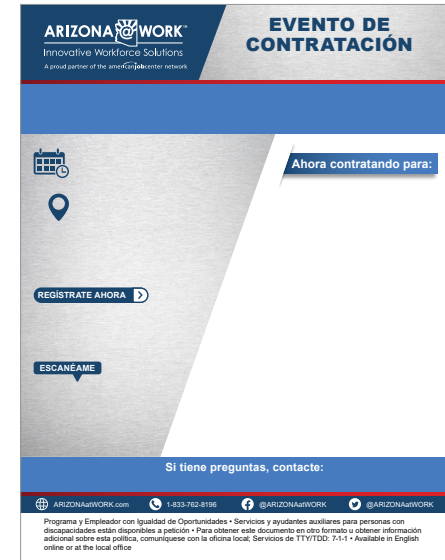 ARIZONA@WORK™
Innovative Workforce Solutions
A proud partner of the americanjobcenter network
EVENTO DE
CONTRATACIÓN
Ahora contratando para:
REGÍSTRATE AHORA
ESCANÉAME
Si tiene preguntas, contacte:
ARIZONAatWORK.com 1-833-762-8196 @ARIZONAatWORK @ARIZONAatWORK
Programa y Empleador con Igualdad de Oportunidades • Servicios y ayudantes auxiliares para personas con
discapacidades están disponibles a petición • Para obtener este documento en otro formato u obtener información
adicional sobre esta política, comuníquese con la oficina local; Servicios de TTY/TDD: 7-1-1 • Available in English
online or at the local office